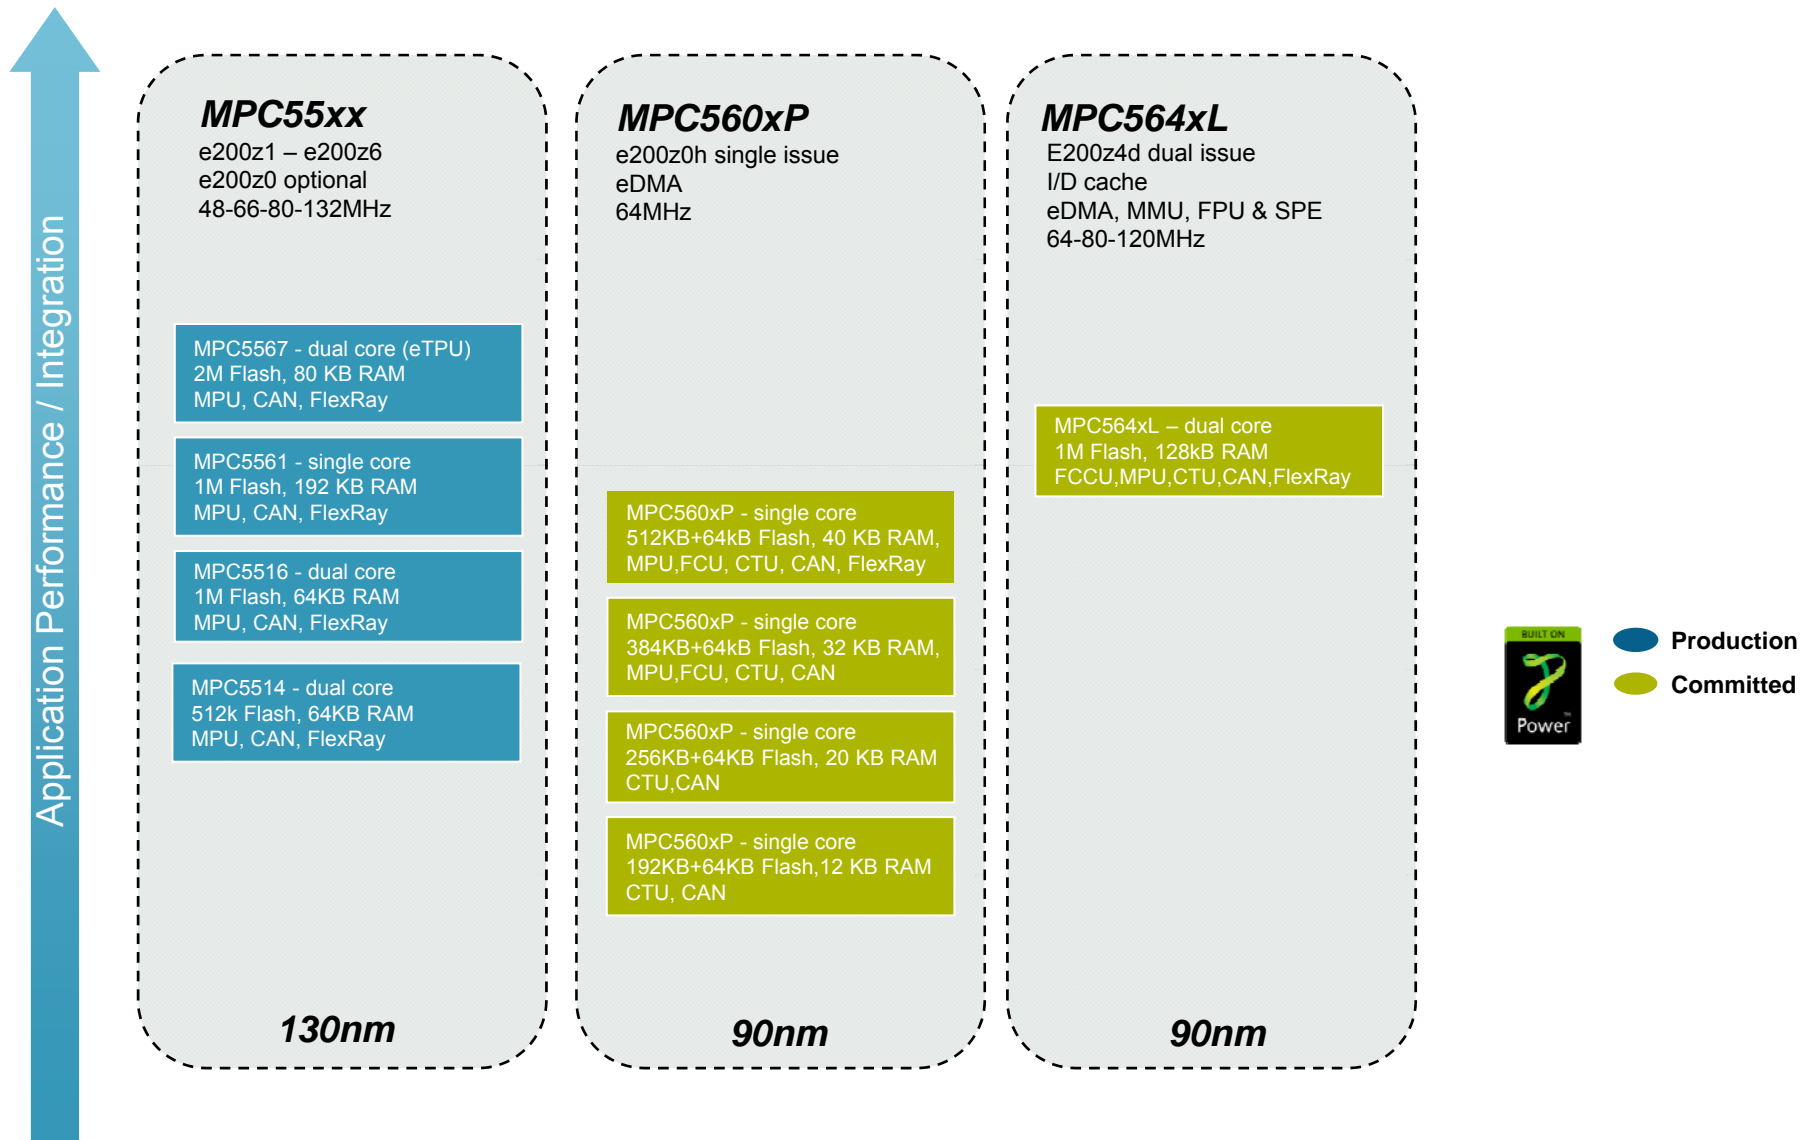 Application Performance / Integration
MPC55xx
e200z1 – e200z6
e200z0 optional
48-66-80-132MHz
MPC5567 - dual core (eTPU)
2M Flash, 80 KB RAM
MPU, CAN, FlexRay
MPC5561 - single core
1M Flash, 192 KB RAM
MPU, CAN, FlexRay
MPC5516 - dual core
1M Flash, 64KB RAM
MPU, CAN, FlexRay
MPC5514 - dual core
512k Flash, 64KB RAM
MPU, CAN, FlexRay
130nm
MPC560xP
e200z0h single issue
eDMA
64MHz
MPC560xP - single core
512KB+64kB Flash, 40 KB RAM,
MPU,FCU, CTU, CAN, FlexRay
MPC560xP - single core
384KB+64kB Flash, 32 KB RAM,
MPU,FCU, CTU, CAN
MPC560xP - single core
256KB+64KB Flash, 20 KB RAM
CTU,CAN
MPC560xP - single core
192KB+64KB Flash,12 KB RAM
CTU, CAN
90nm
MPC564xL
E200z4d dual issue
I/D cache
eDMA, MMU, FPU & SPE
64-80-120MHz
MPC564xL – dual core
1M Flash, 128kB RAM
FCCU,MPU,CTU,CAN,FlexRay
90nm
BUILT ON
Power™
Production
Committed